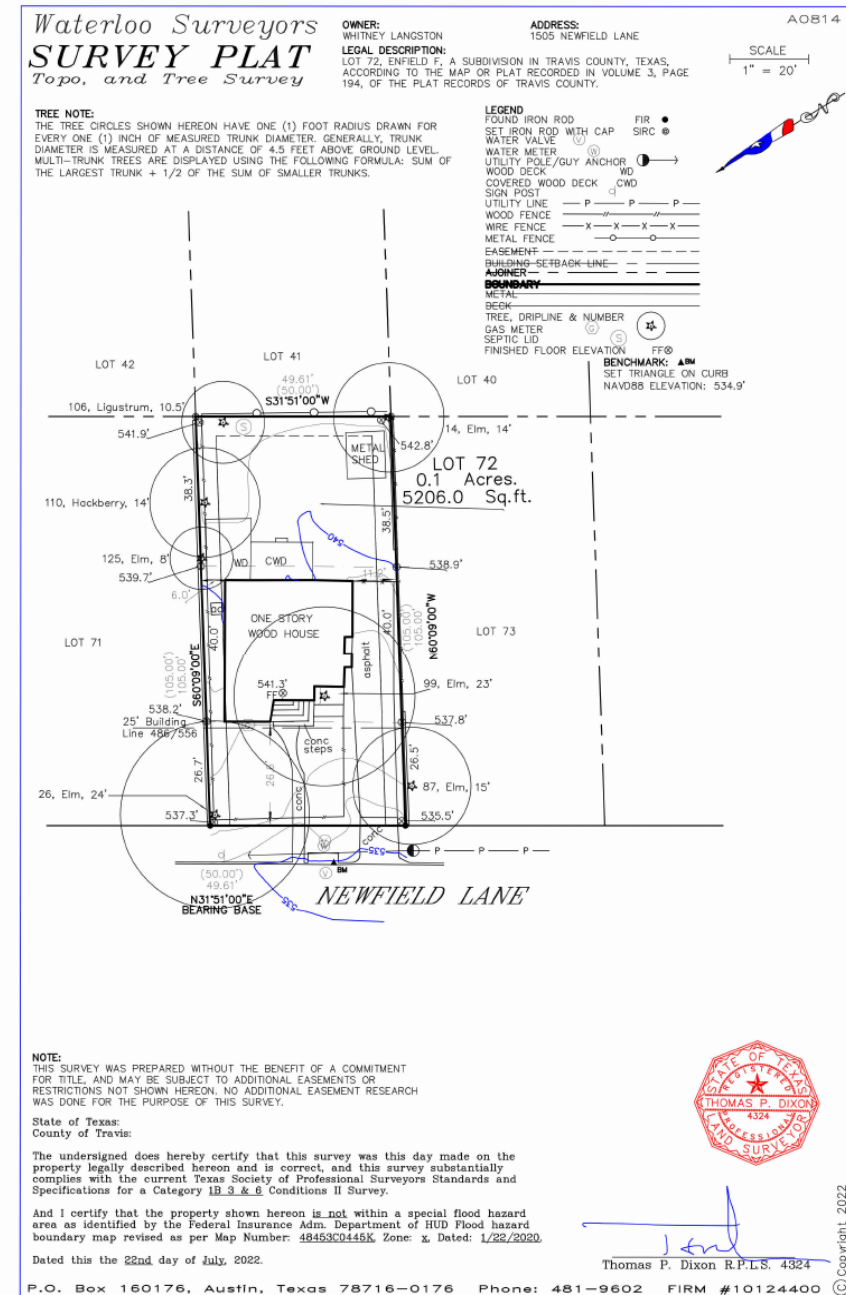 Waterloo Surveyors
SURVEY PLAT
Topo, and Tree Survey
OWNER:
WHITNEY LANGSTON
ADDRESS:
1505 NEWFIELD LANE
LEGAL DESCRIPTION:
LOT 72, ENFIELD F, A SUBDIVISION IN TRAVIS COUNTY, TEXAS,
ACCORDING TO THE MAP OR PLAT RECORDED IN VOLUME 3, PAGE
194, OF THE PLAT RECORDS OF TRAVIS COUNTY.
A0814
SCALE
1" = 20'
TREE NOTE:
THE TREE CIRCLES SHOWN HEREON HAVE ONE (1) FOOT RADIUS DRAWN FOR
EVERY ONE (1) INCH OF MEASURED TRUNK DIAMETER. GENERALLY, TRUNK
DIAMETER IS MEASURED AT A DISTANCE OF 4.5 FEET ABOVE GROUND LEVEL.
MULTI-TRUNK TREES ARE DISPLAYED USING THE FOLLOWING FORMULA: SUM OF
THE LARGEST TRUNK + 1/2 OF THE SUM OF SMALLER TRUNKS.
LEGEND
FOUND IRON ROD FIR
SET IRON ROD WITH CAP SIRC
WATER VALVE V
WATER METER W
UTILITY POLE/GUY ANCHOR
WOOD DECK WD
COVERED WOOD DECK CWD
SIGN POST
UTILITY LINE P P P
WOOD FENCE
WIRE FENCE X X X X
METAL FENCE
EASEMENT
BUILDING SETBACK LINE
AJOINER
BOUNDARY
METAL
DECK
TREE, DRIPLINE & NUMBER
GAS METER G
SEPTIC LID S
FINISHED FLOOR ELEVATION FF
BENCHMARK: BM
SET TRIANGLE ON CURB
NAVD88 ELEVATION: 534.9'
LOT 42
LOT 41
LOT 40
49.61'
(50.00')
S31°51'00"W
106, Ligustrum, 10.5'
541.9'
S
14, Elm, 14'
542.8'
METAL
SHED
LOT 72
0.1 Acres.
5206.0 Sq.ft.
38.3'
110, Hackberry, 14'
38.5'
540
125, Elm, 8'
539.7'
WD
CWD
538.9'
11.2'
6.0'
ONE STORY
WOOD HOUSE
40.0'
40.0'
LOT 71
LOT 73
(105.00')
105.00'
S60°09'00"E
(105.00')
105.00'
N60°09'00"W
asphalt
541.3'
FF
99, Elm, 23'
538.2'
25' Building
Line 486/556
537.8'
conc
steps
26.7'
26.5'
26, Elm, 24'
87, Elm, 15'
conc
537.3'
535.5'
conc
535
P P P
BM
V
(50.00')
49.61'
N31°51'00"E
BEARING BASE
535
NEWFIELD LANE
NOTE:
THIS SURVEY WAS PREPARED WITHOUT THE BENEFIT OF A COMMITMENT
FOR TITLE, AND MAY BE SUBJECT TO ADDITIONAL EASEMENTS OR
RESTRICTIONS NOT SHOWN HEREON. NO ADDITIONAL EASEMENT RESEARCH
WAS DONE FOR THE PURPOSE OF THIS SURVEY.
State of Texas:
County of Travis:
The undersigned does hereby certify that this survey was this day made on the
property legally described hereon and is correct, and this survey substantially
complies with the current Texas Society of Professional Surveyors Standards and
Specifications for a Category 1B 3 & 6 Conditions II Survey.
And I certify that the property shown hereon is not within a special flood hazard
area as identified by the Federal Insurance Adm. Department of HUD Flood hazard
boundary map revised as per Map Number: 48453C0445K, Zone: x, Dated: 1/22/2020.
Dated this the 22nd day of July, 2022.
STATE OF TEXAS
REGISTERED
THOMAS P. DIXON
4324
PROFESSIONAL
LAND SURVEYOR
Thomas P. Dixon R.P.L.S. 4324
P.O. Box 160176, Austin, Texas 78716-0176 Phone: 481-9602 FIRM #10124400
© Copyright 2022